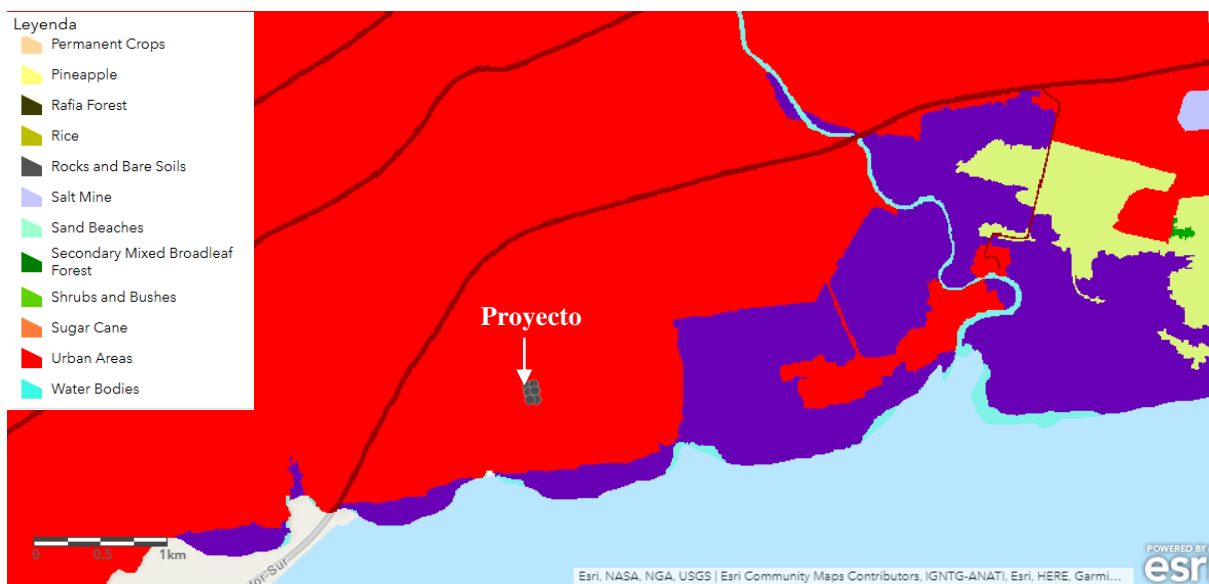 Leyenda
Permanent Crops
Pineapple
Rafia Forest
Rice
Rocks and Bare Soils
Salt Mine
Sand Beaches
Secondary Mixed Broadleaf
Forest
Shrubs and Bushes
Sugar Cane
Urban Areas
Water Bodies
Proyecto
0 0.5 1km
dor Sur
POWERED BY
esri
Esri, NASA, NGA, USGS | Esri Community Maps Contributors, IGNTG-ANATI, Esri, HERE, Garmi...